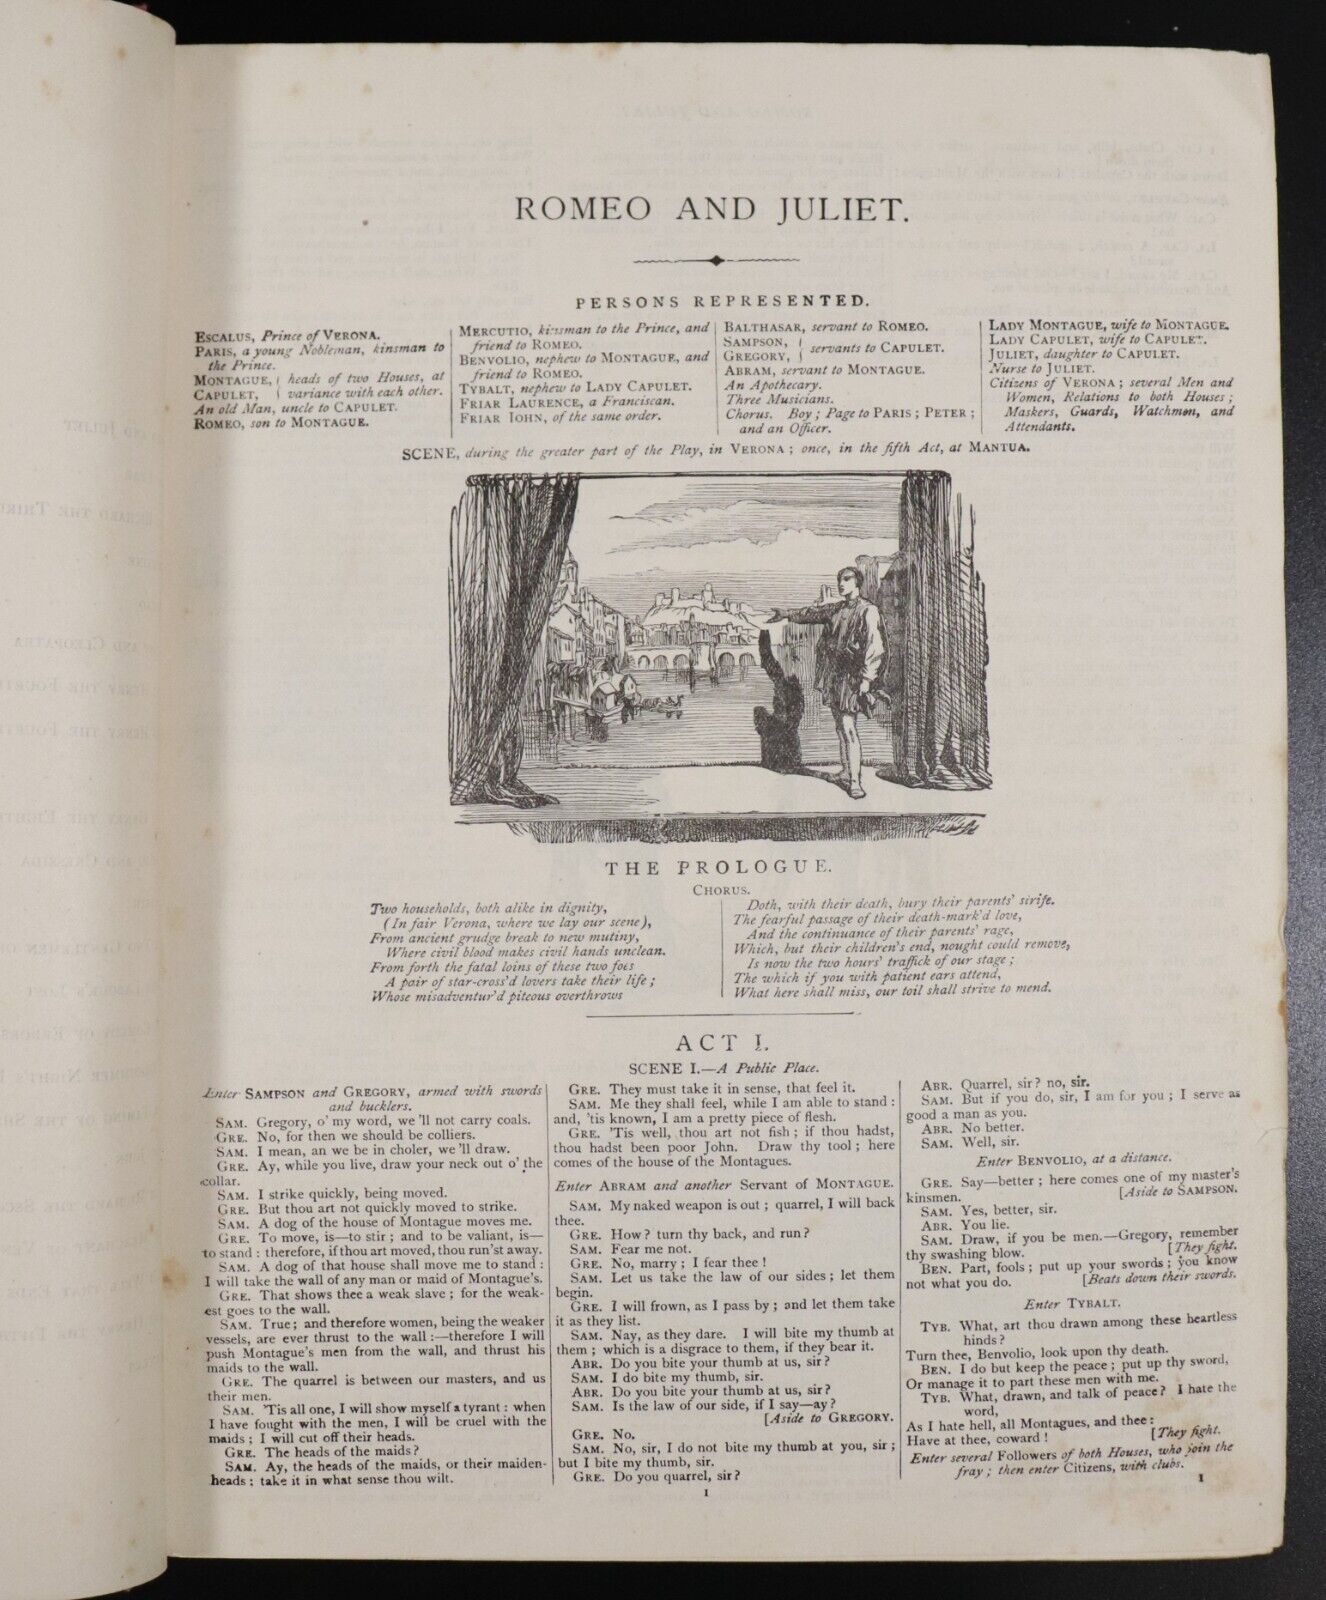 ROMEO AND JULIET.
PERSONS REPRESENTED.
ESCALUS, Prince of VERONA.
PARIS, a young Nobleman, kinsman to
the Prince.
MONTAGUE, heads of two Houses, at
CAPULET, variance with each other.
An old Man, uncle to CAPULET.
ROMEO, son to MONTAGUE.
MERCUTIO, kinsman to the Prince, and
friend to ROMEO.
BENVOLIO, nephew to MONTAGUE, and
friend to ROMEO.
TYBALT, nephew to LADY CAPULET.
FRIAR LAURENCE, a Franciscan.
FRIAR JOHN, of the same order.
BALTHASAR, servant to ROMEO.
SAMPSON,
GREGORY, servants to CAPULET.
ABRAM, servant to MONTAGUE.
An Apothecary.
Three Musicians.
Chorus. Boy; Page to PARIS; PETER;
and an Officer.
LADY MONTAGUE, wife to MONTAGUE.
LADY CAPULET, wife to CAPULET.
JULIET, daughter to CAPULET.
Nurse to JULIET.
Citizens of VERONA; several Men and
Women, Relations to both Houses;
Maskers, Guards, Watchmen, and
Attendants.
SCENE, during the greater part of the Play, in VERONA; once, in the fifth Act, at MANTUA.
THE PROLOGUE.
CHORUS.
Two households, both alike in dignity,
(In fair Verona, where we lay our scene),
From ancient grudge break to new mutiny,
Where civil blood makes civil hands unclean.
From forth the fatal loins of these two foes
A pair of star-cross'd lovers take their life;
Whose misadventur'd piteous overthrows
Doth, with their death, bury their parents' strife.
The fearful passage of their death-mark'd love,
And the continuance of their parents' rage,
Which, but their children's end, nought could remove,
Is now the two hours' traffick of our stage;
The which if you with patient ears attend,
What here shall miss, our toil shall strive to mend.
ACT I.
SCENE I.—A Public Place.
Enter SAMPSON and GREGORY, armed with swords
and bucklers.
SAM. Gregory, o' my word, we'll not carry coals.
GRE. No, for then we should be colliers.
SAM. I mean, an we be in choler, we'll draw.
GRE. Ay, while you live, draw your neck out o' the
collar.
SAM. I strike quickly, being moved.
GRE. But thou art not quickly moved to strike.
SAM. A dog of the house of Montague moves me.
GRE. To move, is—to stir; and to be valiant, is—
to stand: therefore, if thou art moved, thou run'st away.
SAM. A dog of that house shall move me to stand:
I will take the wall of any man or maid of Montague's.
GRE. That shows thee a weak slave; for the weak-
est goes to the wall.
SAM. True; and therefore women, being the weaker
vessels, are ever thrust to the wall:—therefore I will
push Montague's men from the wall, and thrust his
maids to the wall.
GRE. The quarrel is between our masters, and us
their men.
SAM. 'Tis all one, I will show myself a tyrant: when
I have fought with the men, I will be cruel with the
maids; I will cut off their heads.
GRE. The heads of the maids?
SAM. Ay, the heads of the maids, or their maiden-
heads; take it in what sense thou wilt.
GRE. They must take it in sense, that feel it.
SAM. Me they shall feel, while I am able to stand:
and, 'tis known, I am a pretty piece of flesh.
GRE. 'Tis well, thou art not fish; if thou hadst,
thou hadst been poor John. Draw thy tool; here
comes of the house of the Montagues.
Enter ABRAM and another Servant of MONTAGUE.
SAM. My naked weapon is out; quarrel, I will back
thee.
GRE. How? turn thy back, and run?
SAM. Fear me not.
GRE. No, marry; I fear thee!
SAM. Let us take the law of our sides; let them
begin.
GRE. I will frown, as I pass by; and let them take
it as they list.
SAM. Nay, as they dare. I will bite my thumb at
them; which is a disgrace to them, if they bear it.
ABR. Do you bite your thumb at us, sir?
SAM. I do bite my thumb, sir.
ABR. Do you bite your thumb at us, sir?
SAM. Is the law of our side, if I say—ay?
[Aside to GREGORY.
GRE. No.
SAM. No, sir, I do not bite my thumb at you, sir;
but I bite my thumb, sir.
GRE. Do you quarrel, sir?
ABR. Quarrel, sir? no, sir.
SAM. But if you do, sir, I am for you; I serve as
good a man as you.
ABR. No better.
SAM. Well, sir.
Enter BENVOLIO, at a distance.
GRE. Say—better; here comes one of my master's
kinsmen. [Aside to SAMPSON.
SAM. Yes, better, sir.
ABR. You lie.
SAM. Draw, if you be men.—Gregory, remember
thy swashing blow. [They fight.
BEN. Part, fools; put up your swords; you know
not what you do. [Beats down their swords.
Enter TYBALT.
TYB. What, art thou drawn among these heartless
hinds?
Turn thee, Benvolio, look upon thy death.
BEN. I do but keep the peace; put up thy sword,
Or manage it to part these men with me.
TYB. What, drawn, and talk of peace? I hate the
word,
As I hate hell, all Montagues, and thee:
Have at thee, coward! [They fight.
Enter several Followers of both Houses, who join the
fray; then enter Citizens, with clubs.
1
1